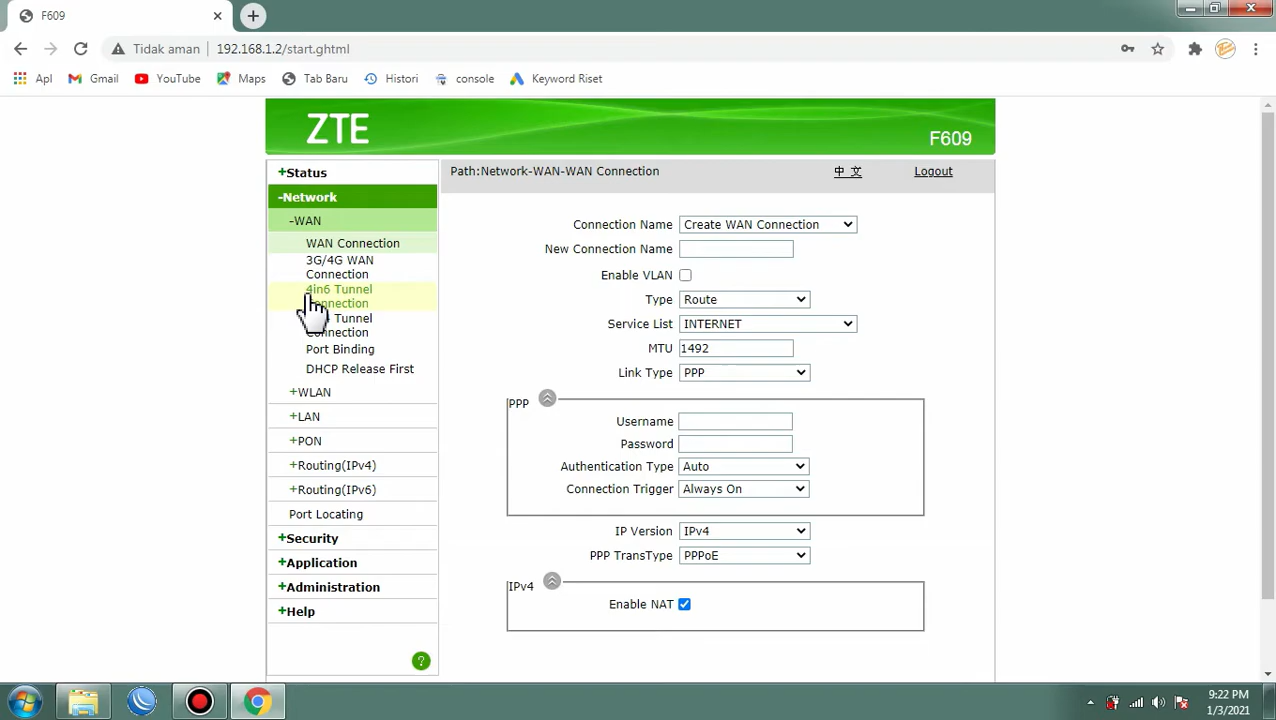 F609
Tidak aman
192.168.1.2/start.ghtml
Apl
Gmail
YouTube
Maps
Tab Baru
Histori
console
Keyword Riset
ZTE
F609
+Status
-Network
-WAN
WAN Connection
3G/4G WAN
Connection
4in6 Tunnel
Connection
Tunnel
Connection
Port Binding
DHCP Release First
+WLAN
+LAN
+PON
+Routing(IPv4)
+Routing(IPv6)
Port Locating
+Security
+Application
+Administration
+Help
?
Path:Network-WAN-WAN Connection
中 文
Logout
Connection Name Create WAN Connection
New Connection Name
Enable VLAN
Type Route
Service List INTERNET
MTU 1492
Link Type PPP
PPP
Username
Password
Authentication Type Auto
Connection Trigger Always On
IP Version IPv4
PPP TransType PPPoE
IPv4
Enable NAT
9:22 PM
1/3/2021